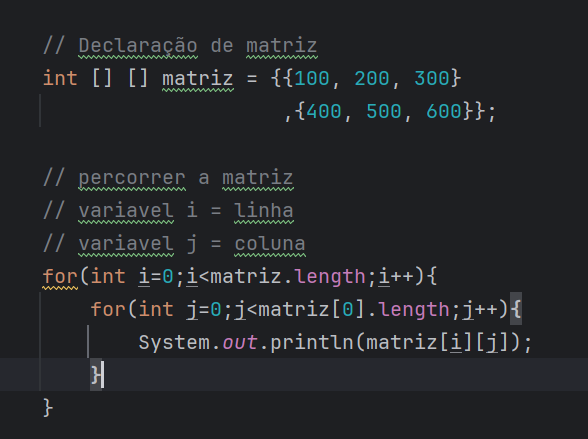 // Declaração de matriz
int [] [] matriz = {{100, 200, 300}
,{400, 500, 600}};
// percorrer a matriz
// variavel i = linha
// variavel j = coluna
for(int i=0;i<matriz.length;i++){
for(int j=0;j<matriz[0].length;j++){
System.out.println(matriz[i][j]);
}
}